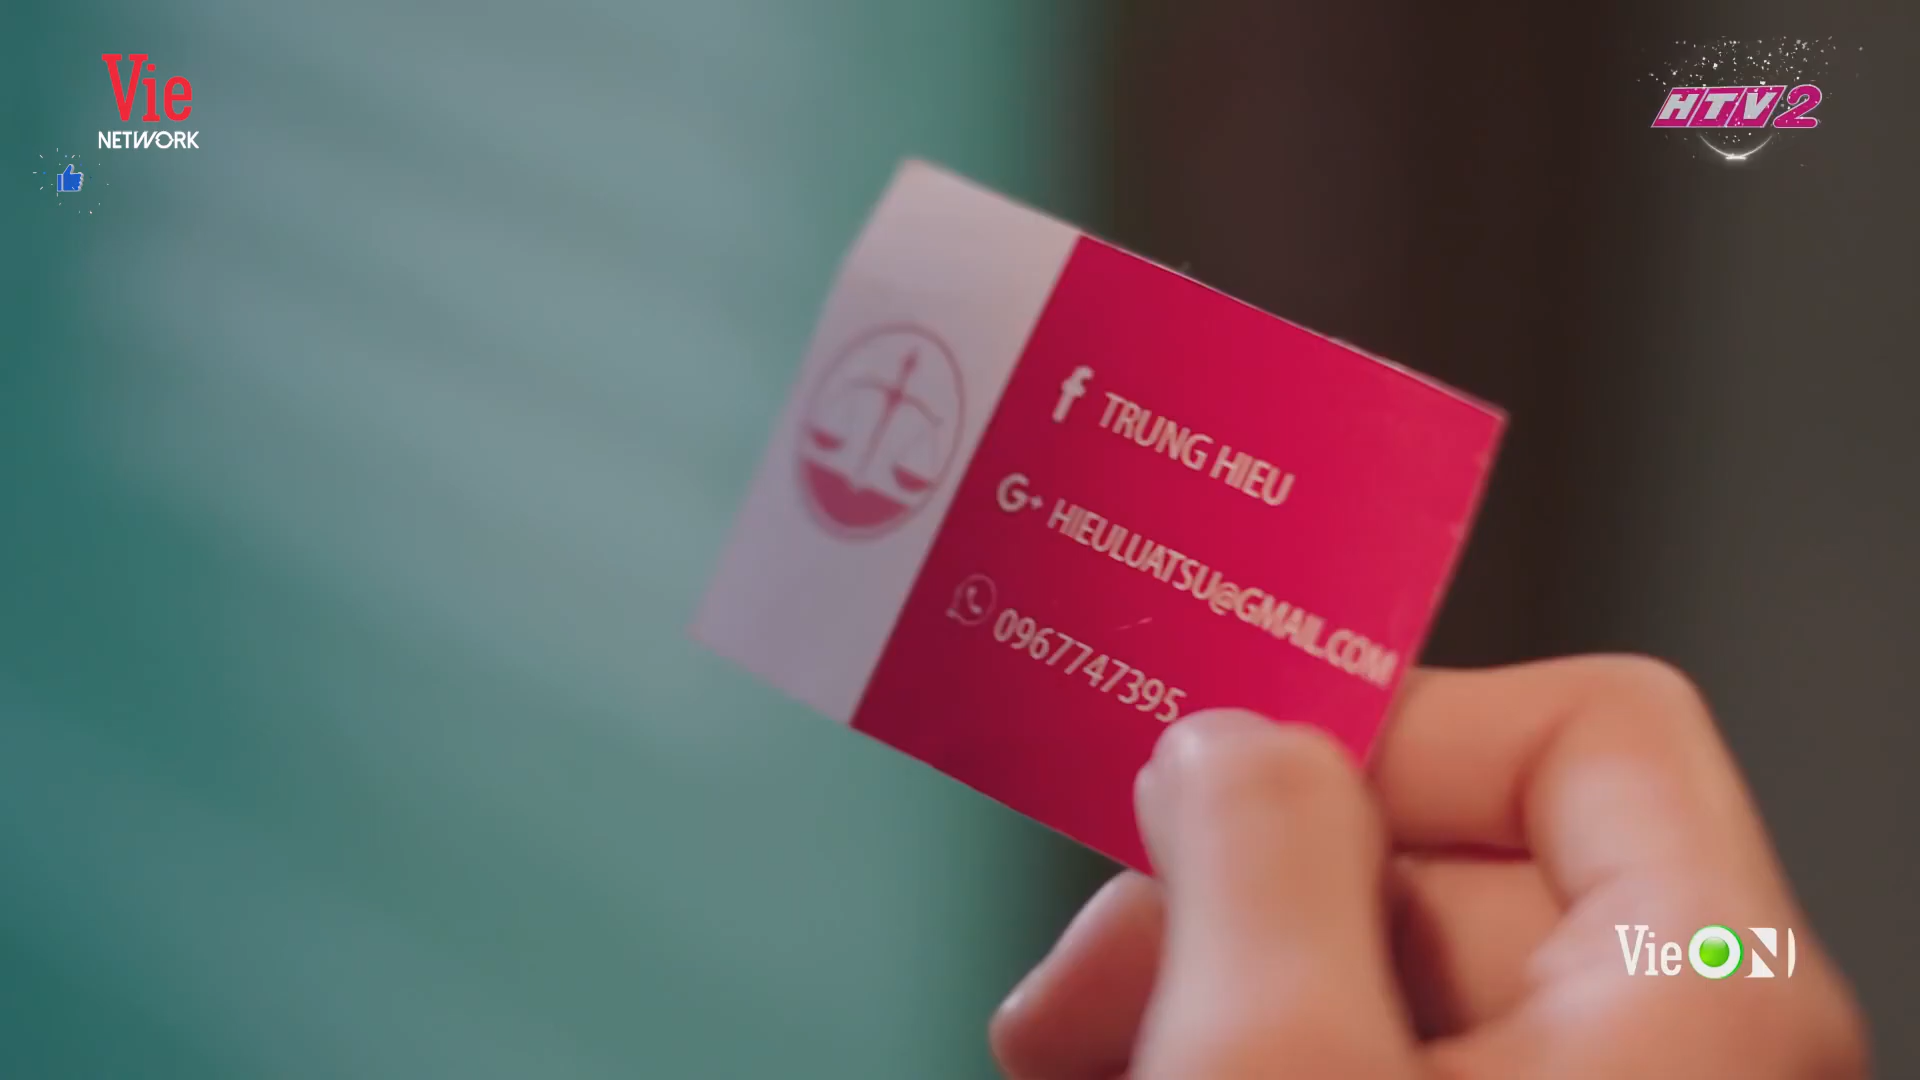 Vie
NETWORK
HTV2
f TRUNG HIEU
G+ HIEULUATSU@GMAIL.COM
0967747395
VieON